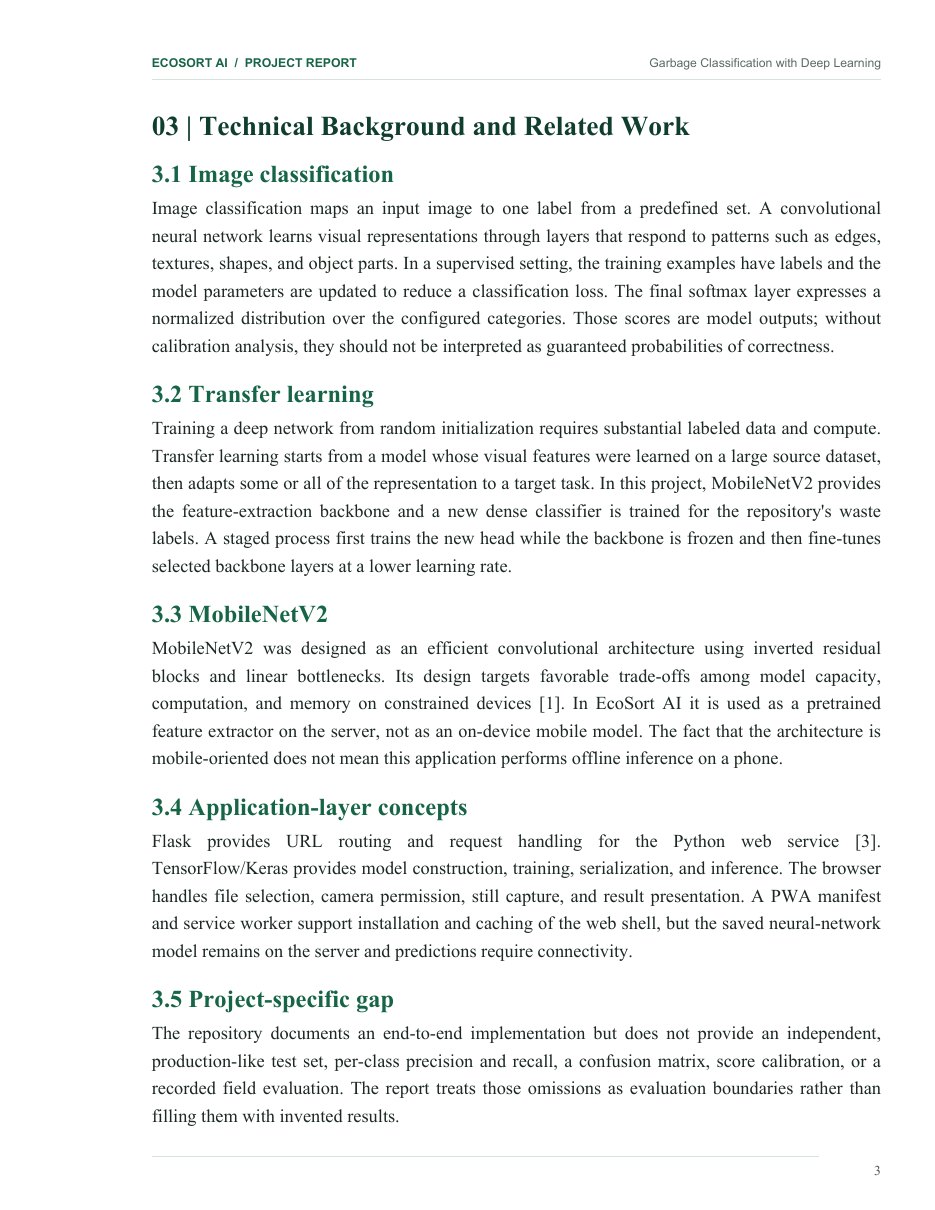 ECOSORT AI / PROJECT REPORT
Garbage Classification with Deep Learning
03 | Technical Background and Related Work
3.1 Image classification
Image classification maps an input image to one label from a predefined set. A convolutional
neural network learns visual representations through layers that respond to patterns such as edges,
textures, shapes, and object parts. In a supervised setting, the training examples have labels and the
model parameters are updated to reduce a classification loss. The final softmax layer expresses a
normalized distribution over the configured categories. Those scores are model outputs; without
calibration analysis, they should not be interpreted as guaranteed probabilities of correctness.
3.2 Transfer learning
Training a deep network from random initialization requires substantial labeled data and compute.
Transfer learning starts from a model whose visual features were learned on a large source dataset,
then adapts some or all of the representation to a target task. In this project, MobileNetV2 provides
the feature-extraction backbone and a new dense classifier is trained for the repository's waste
labels. A staged process first trains the new head while the backbone is frozen and then fine-tunes
selected backbone layers at a lower learning rate.
3.3 MobileNetV2
MobileNetV2 was designed as an efficient convolutional architecture using inverted residual
blocks and linear bottlenecks. Its design targets favorable trade-offs among model capacity,
computation, and memory on constrained devices [1]. In EcoSort AI it is used as a pretrained
feature extractor on the server, not as an on-device mobile model. The fact that the architecture is
mobile-oriented does not mean this application performs offline inference on a phone.
3.4 Application-layer concepts
Flask provides URL routing and request handling for the Python web service [3].
TensorFlow/Keras provides model construction, training, serialization, and inference. The browser
handles file selection, camera permission, still capture, and result presentation. A PWA manifest
and service worker support installation and caching of the web shell, but the saved neural-network
model remains on the server and predictions require connectivity.
3.5 Project-specific gap
The repository documents an end-to-end implementation but does not provide an independent,
production-like test set, per-class precision and recall, a confusion matrix, score calibration, or a
recorded field evaluation. The report treats those omissions as evaluation boundaries rather than
filling them with invented results.
3